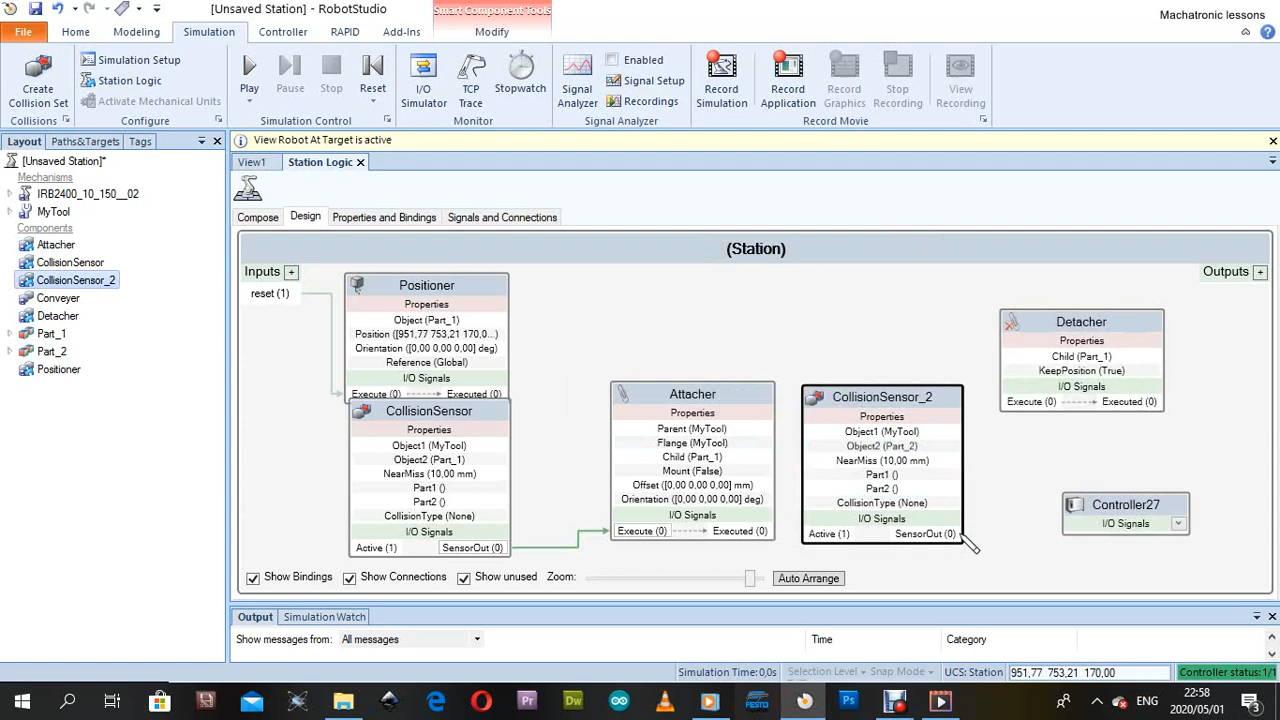 [Unsaved Station] - RobotStudio
Smart Component Tools
Machatronic lessons
File
Home
Modeling
Simulation
Controller
RAPID
Add-Ins
Modify
Create Collision Set
Collisions
Simulation Setup
Station Logic
Activate Mechanical Units
Configure
Play
Pause
Stop
Reset
Simulation Control
I/O Simulator
TCP Trace
Stopwatch
Monitor
Signal Analyzer
Enabled
Signal Setup
Recordings
Signal Analyzer
Record Simulation
Record Application
Record Graphics
Stop Recording
View Recording
Record Movie
Layout
Paths&Targets
Tags
View Robot At Target is active
[Unsaved Station]*
Mechanisms
IRB2400_10_150__02
MyTool
Components
Attacher
CollisionSensor
CollisionSensor_2
Conveyer
Detacher
Part_1
Part_2
Positioner
View1
Station Logic
Compose
Design
Properties and Bindings
Signals and Connections
(Station)
Inputs +
Outputs +
reset (1)
Positioner
Properties
Object (Part_1)
Position ([951,77 753,21 170,0...)
Orientation ([0,00 0,00 0,00] deg)
Reference (Global)
I/O Signals
Execute (0)
Executed (0)
CollisionSensor
Properties
Object1 (MyTool)
Object2 (Part_1)
NearMiss (10,00 mm)
Part1 ()
Part2 ()
CollisionType (None)
I/O Signals
Active (1)
SensorOut (0)
Attacher
Properties
Parent (MyTool)
Flange (MyTool)
Child (Part_1)
Mount (False)
Offset ([0,00 0,00 0,00] mm)
Orientation ([0,00 0,00 0,00] deg)
I/O Signals
Execute (0)
Executed (0)
CollisionSensor_2
Properties
Object1 (MyTool)
Object2 (Part_2)
NearMiss (10,00 mm)
Part1 ()
Part2 ()
CollisionType (None)
I/O Signals
Active (1)
SensorOut (0)
Detacher
Properties
Child (Part_1)
KeepPosition (True)
I/O Signals
Execute (0)
Executed (0)
Controller27
I/O Signals
Show Bindings
Show Connections
Show unused
Zoom:
Auto Arrange
Output
Simulation Watch
Show messages from:
All messages
Time
Category
Simulation Time: 0,0s
Selection Level
Snap Mode
UCS: Station
951,77 753,21 170,00
Controller status: 1/1
ENG
22:58
2020/05/01
3